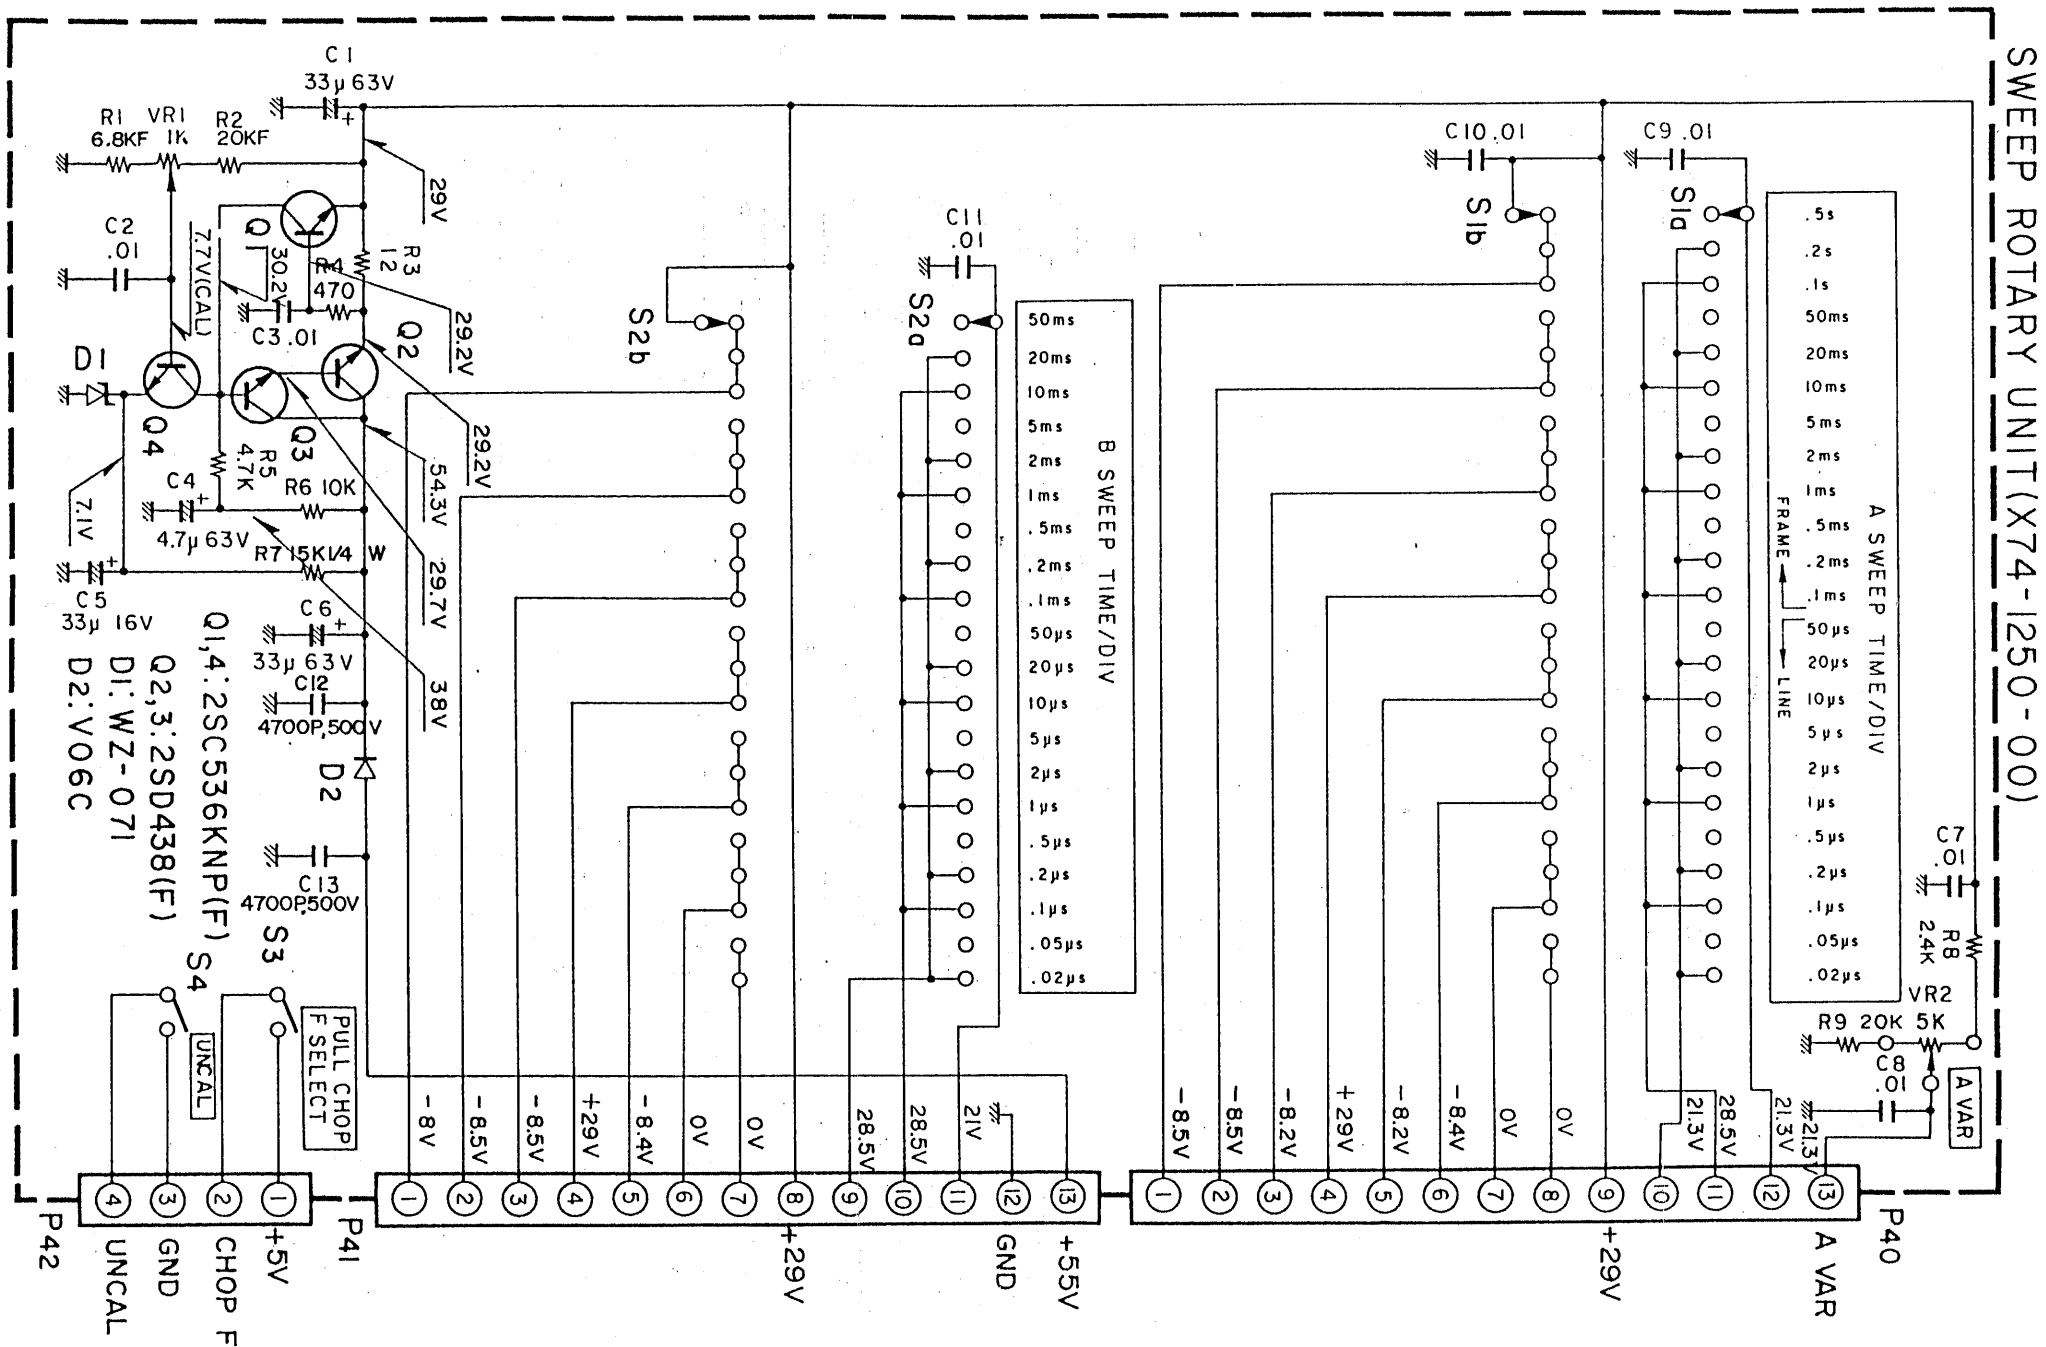 SWEEP ROTARY UNIT (X74-1250-00)
C1
33μ 63V
R1
6.8KF
VR1
1K
R2
20KF
29V
C2
.01
7.7V(CAL)
Q1
30.2V
R4
470
R3
12
C3 .01
29.2V
Q2
29.2V
D1
Q4
Q3
R5
4.7K
54.3V
C4
4.7μ 63V
R6 10K
7.1V
R7 15K 1/4 W
29.7V
C5
33μ 16V
C6
33μ 63V
38V
C12
4700P,500V
D2
C13
4700P,500V
Q1,4:2SC536KNP(F)
Q2,3:2SD438(F)
D1:WZ-071
D2:V06C
S3
PULL CHOP
F SELECT
S4
UNCAL
S2b
C11
.01
S2a
B SWEEP TIME/DIV
50ms
20ms
10ms
5ms
2ms
1ms
.5ms
.2ms
.1ms
50μs
20μs
10μs
5μs
2μs
1μs
.5μs
.2μs
.1μs
.05μs
.02μs
C10 .01
S1b
C9 .01
S1a
A SWEEP TIME/DIV
.5s
.2s
.1s
50ms
20ms
10ms
5ms
2ms
1ms
.5ms
.2ms
.1ms
50μs
20μs
10μs
5μs
2μs
1μs
.5μs
.2μs
.1μs
.05μs
.02μs
FRAME
LINE
C7
.01
R8
2.4K
VR2
5K
R9 20K
C8
.01
A VAR
-8V
-8.5V
-8.5V
+29V
-8.4V
0V
0V
28.5V
28.5V
21V
-8.5V
-8.5V
-8.2V
+29V
-8.2V
-8.4V
0V
0V
21.3V
28.5V
21.3V
21.3V
4 3 2 1
P42
UNCAL
GND
CHOP F
+5V
1 2 3 4 5 6 7 8 9 10 11 12 13
P41
+29V
GND
+55V
1 2 3 4 5 6 7 8 9 10 11 12 13
P40
+29V
A VAR